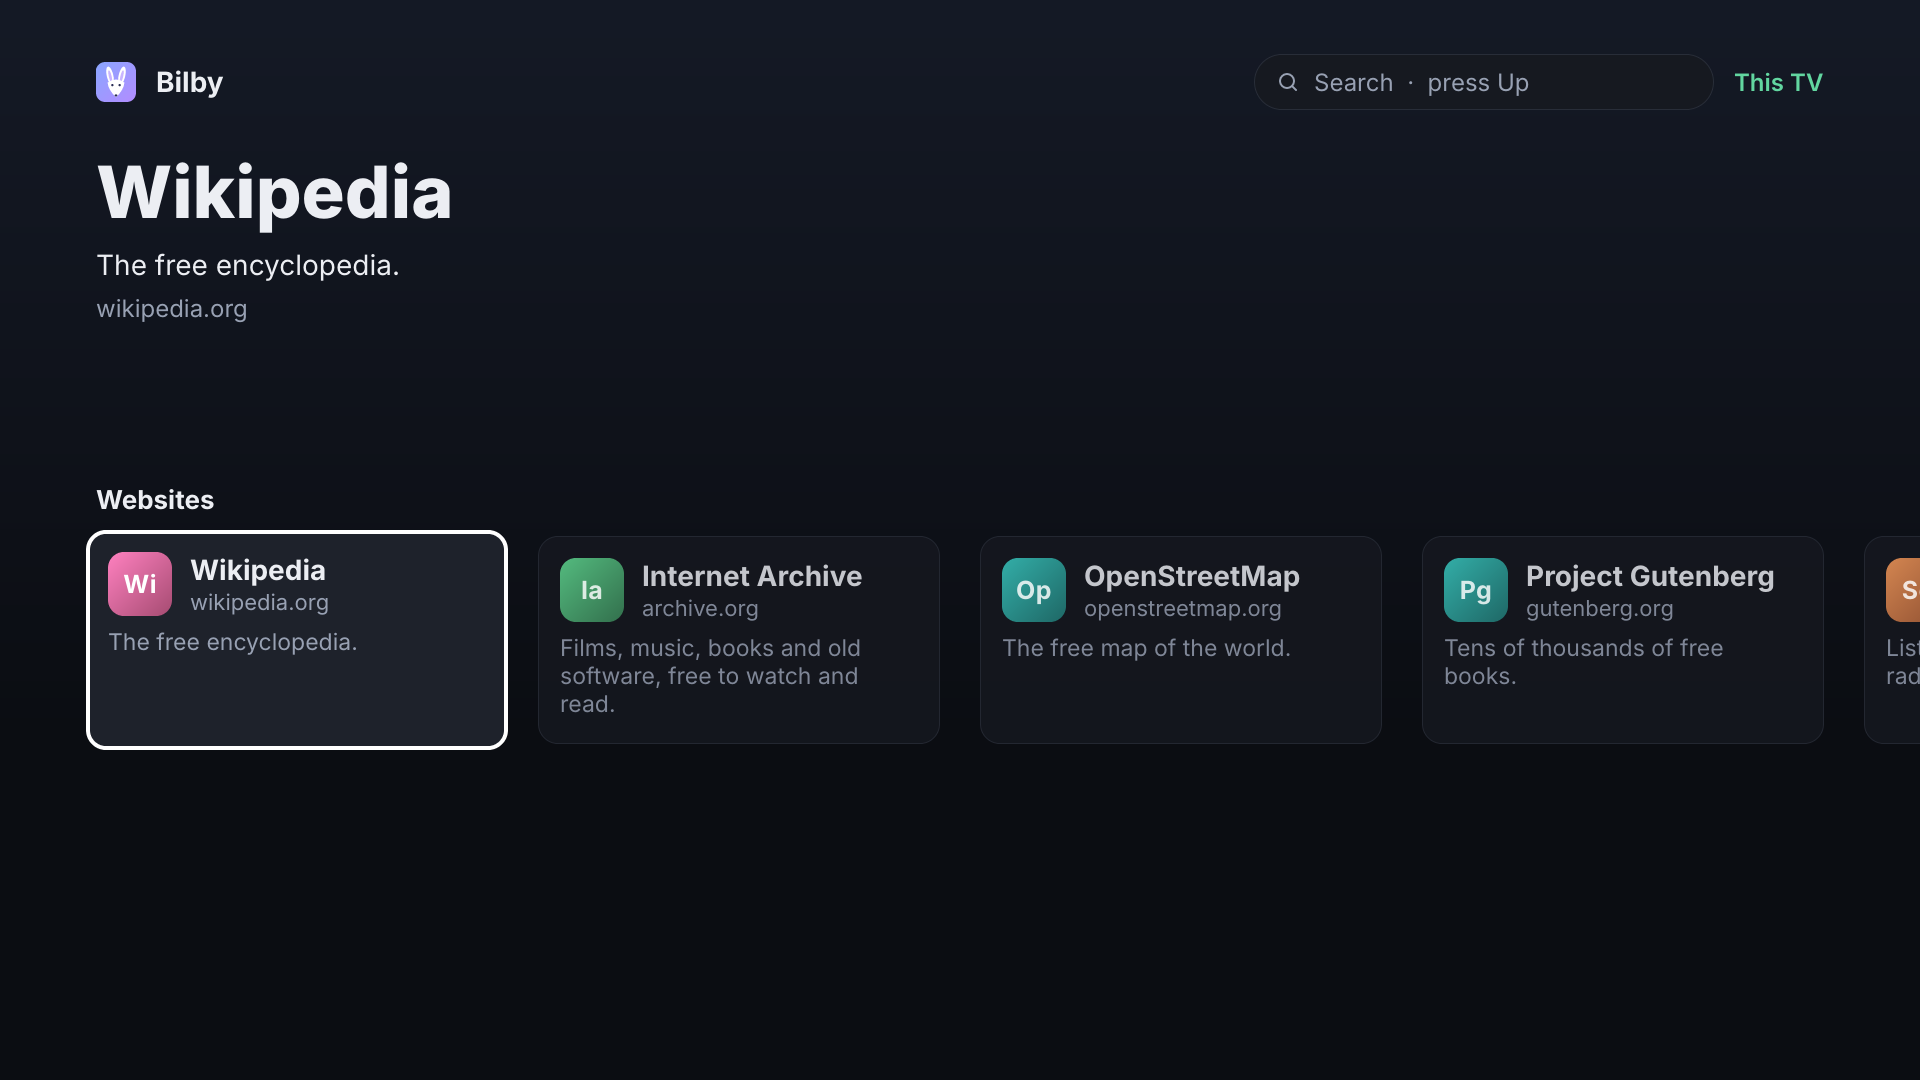 Bilby
Search · press Up
This TV
Wikipedia
The free encyclopedia.
wikipedia.org
Websites
Wi
Wikipedia
wikipedia.org
The free encyclopedia.
Ia
Internet Archive
archive.org
Films, music, books and old
software, free to watch and
read.
Op
OpenStreetMap
openstreetmap.org
The free map of the world.
Pg
Project Gutenberg
gutenberg.org
Tens of thousands of free
books.